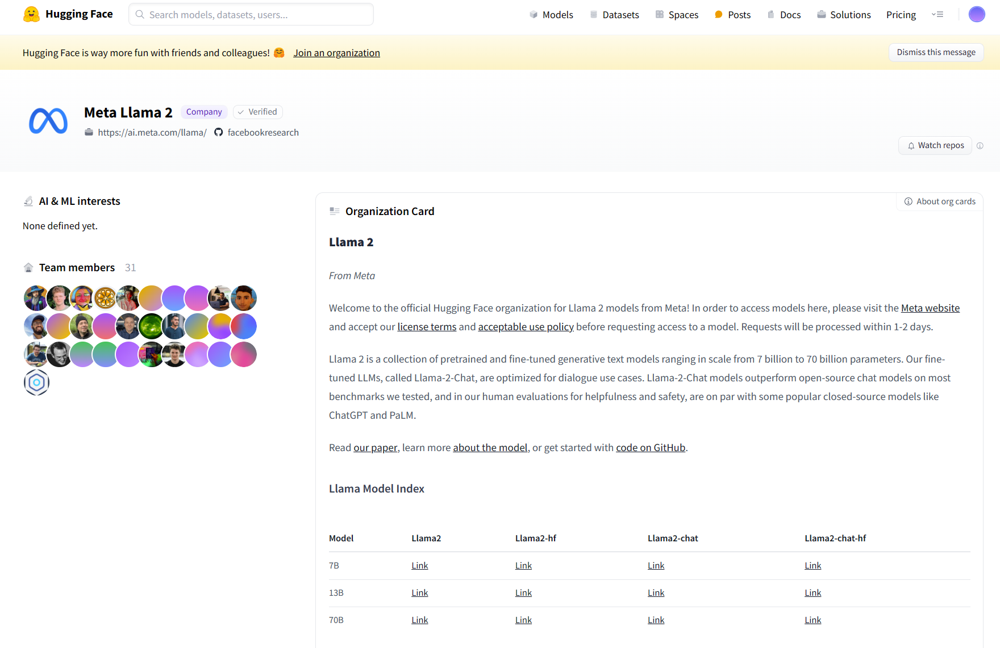 Hugging Face
Search models, datasets, users...
Models
Datasets
Spaces
Posts
Docs
Solutions
Pricing
Hugging Face is way more fun with friends and colleagues! 🤗 Join an organization
Dismiss this message
Meta Llama 2
Company
Verified
https://ai.meta.com/llama/
facebookresearch
Watch repos
AI & ML interests
None defined yet.
Team members 31
About org cards
Organization Card
Llama 2
From Meta
Welcome to the official Hugging Face organization for Llama 2 models from Meta! In order to access models here, please visit the Meta website
and accept our license terms and acceptable use policy before requesting access to a model. Requests will be processed within 1-2 days.
Llama 2 is a collection of pretrained and fine-tuned generative text models ranging in scale from 7 billion to 70 billion parameters. Our fine-
tuned LLMs, called Llama-2-Chat, are optimized for dialogue use cases. Llama-2-Chat models outperform open-source chat models on most
benchmarks we tested, and in our human evaluations for helpfulness and safety, are on par with some popular closed-source models like
ChatGPT and PaLM.
Read our paper, learn more about the model, or get started with code on GitHub.
Llama Model Index
Model Llama2 Llama2-hf Llama2-chat Llama2-chat-hf
7B Link Link Link Link
13B Link Link Link Link
70B Link Link Link Link